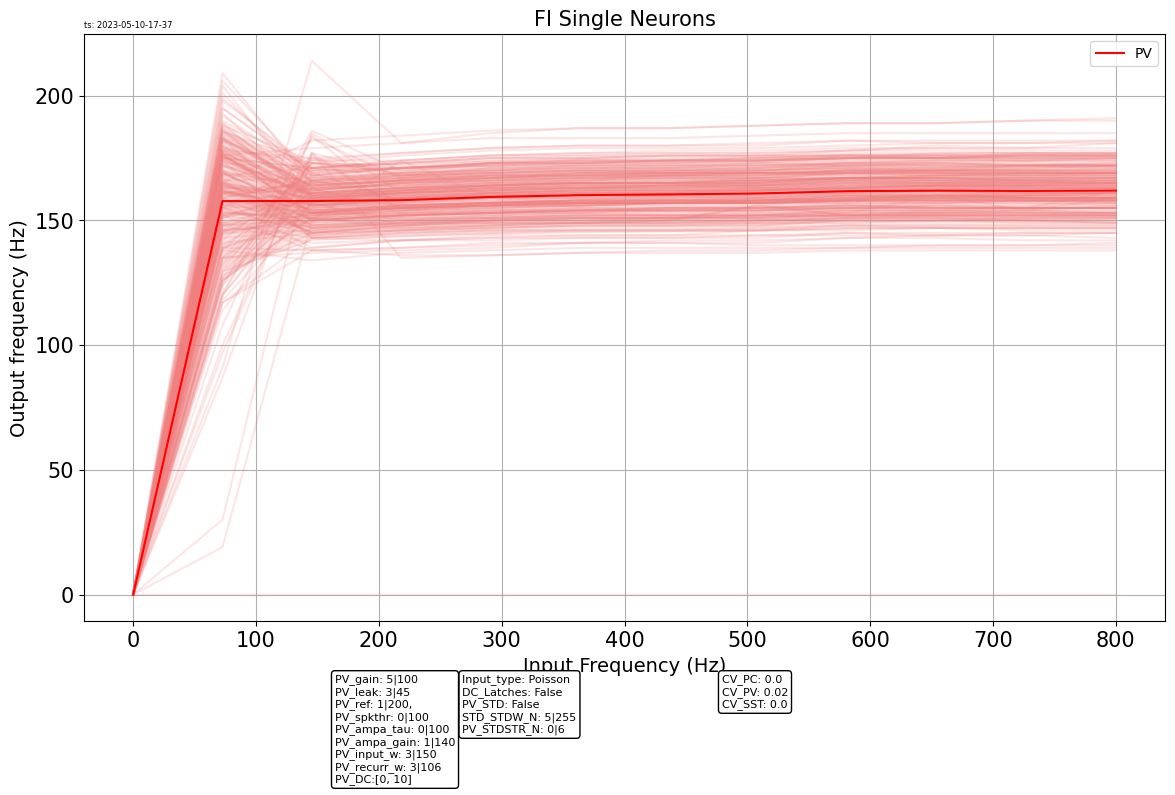 FI Single Neurons
ts: 2023-05-10-17-37
PV
Output frequency (Hz)
200
150
100
50
0
0 100 200 300 400 500 600 700 800
Input Frequency (Hz)
PV_gain: 5|100
PV_leak: 3|45
PV_ref: 1|200,
PV_spkthr: 0|100
PV_ampa_tau: 0|100
PV_ampa_gain: 1|140
PV_input_w: 3|150
PV_recurr_w: 3|106
PV_DC:[0, 10]
Input_type: Poisson
DC_Latches: False
PV_STD: False
STD_STDW_N: 5|255
PV_STDSTR_N: 0|6
CV_PC: 0.0
CV_PV: 0.02
CV_SST: 0.0